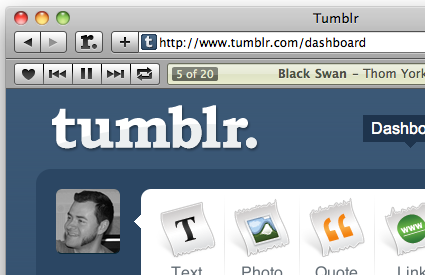 Tumblr
r.
t http://www.tumblr.com/dashboard
5 of 20 Black Swan – Thom York
tumblr.
Dashbo
T
www
Text Photo Quote Link